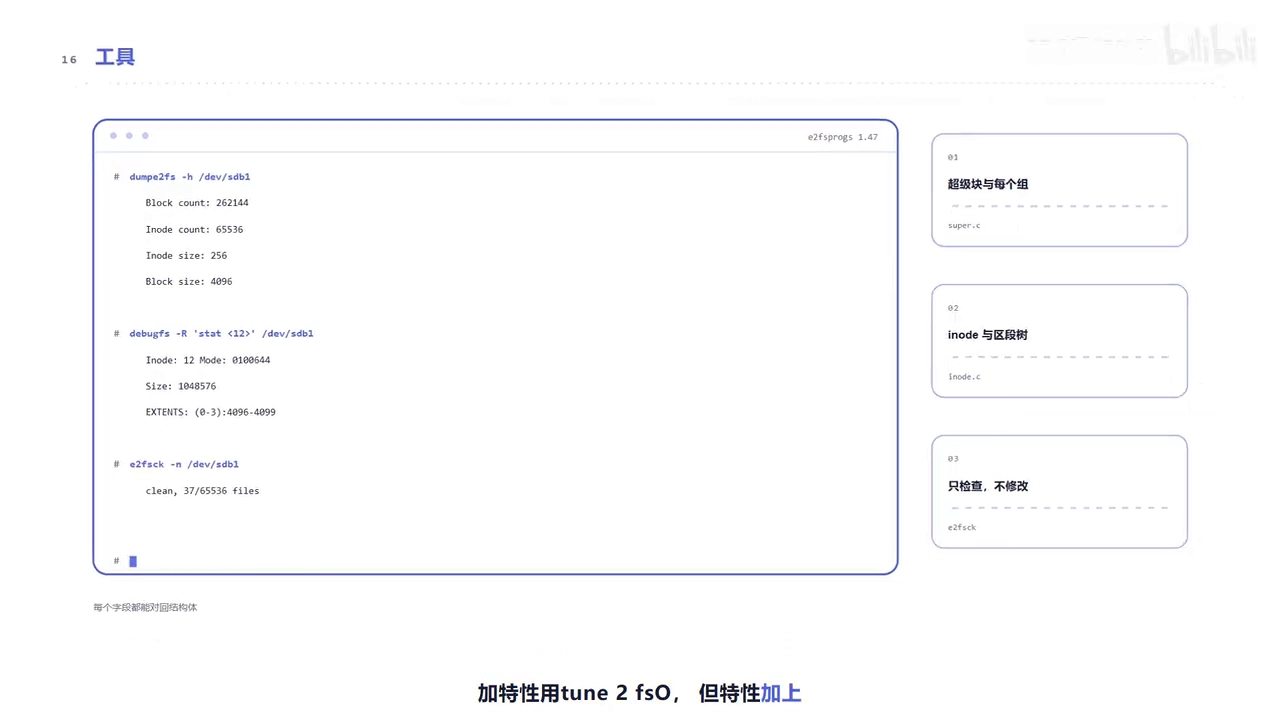 16 工具
bilibili
e2fsprogs 1.47
# dumpe2fs -h /dev/sdb1
Block count: 262144
Inode count: 65536
Inode size: 256
Block size: 4096
# debugfs -R 'stat <12>' /dev/sdb1
Inode: 12 Mode: 0100644
Size: 1048576
EXTENTS: (0-3):4096-4099
# e2fsck -n /dev/sdb1
clean, 37/65536 files
#
01
超级块与每个组
super.c
02
inode 与区段树
inode.c
03
只检查，不修改
e2fsck
每个字段都能对回结构体
加特性用tune 2 fsO， 但特性加上